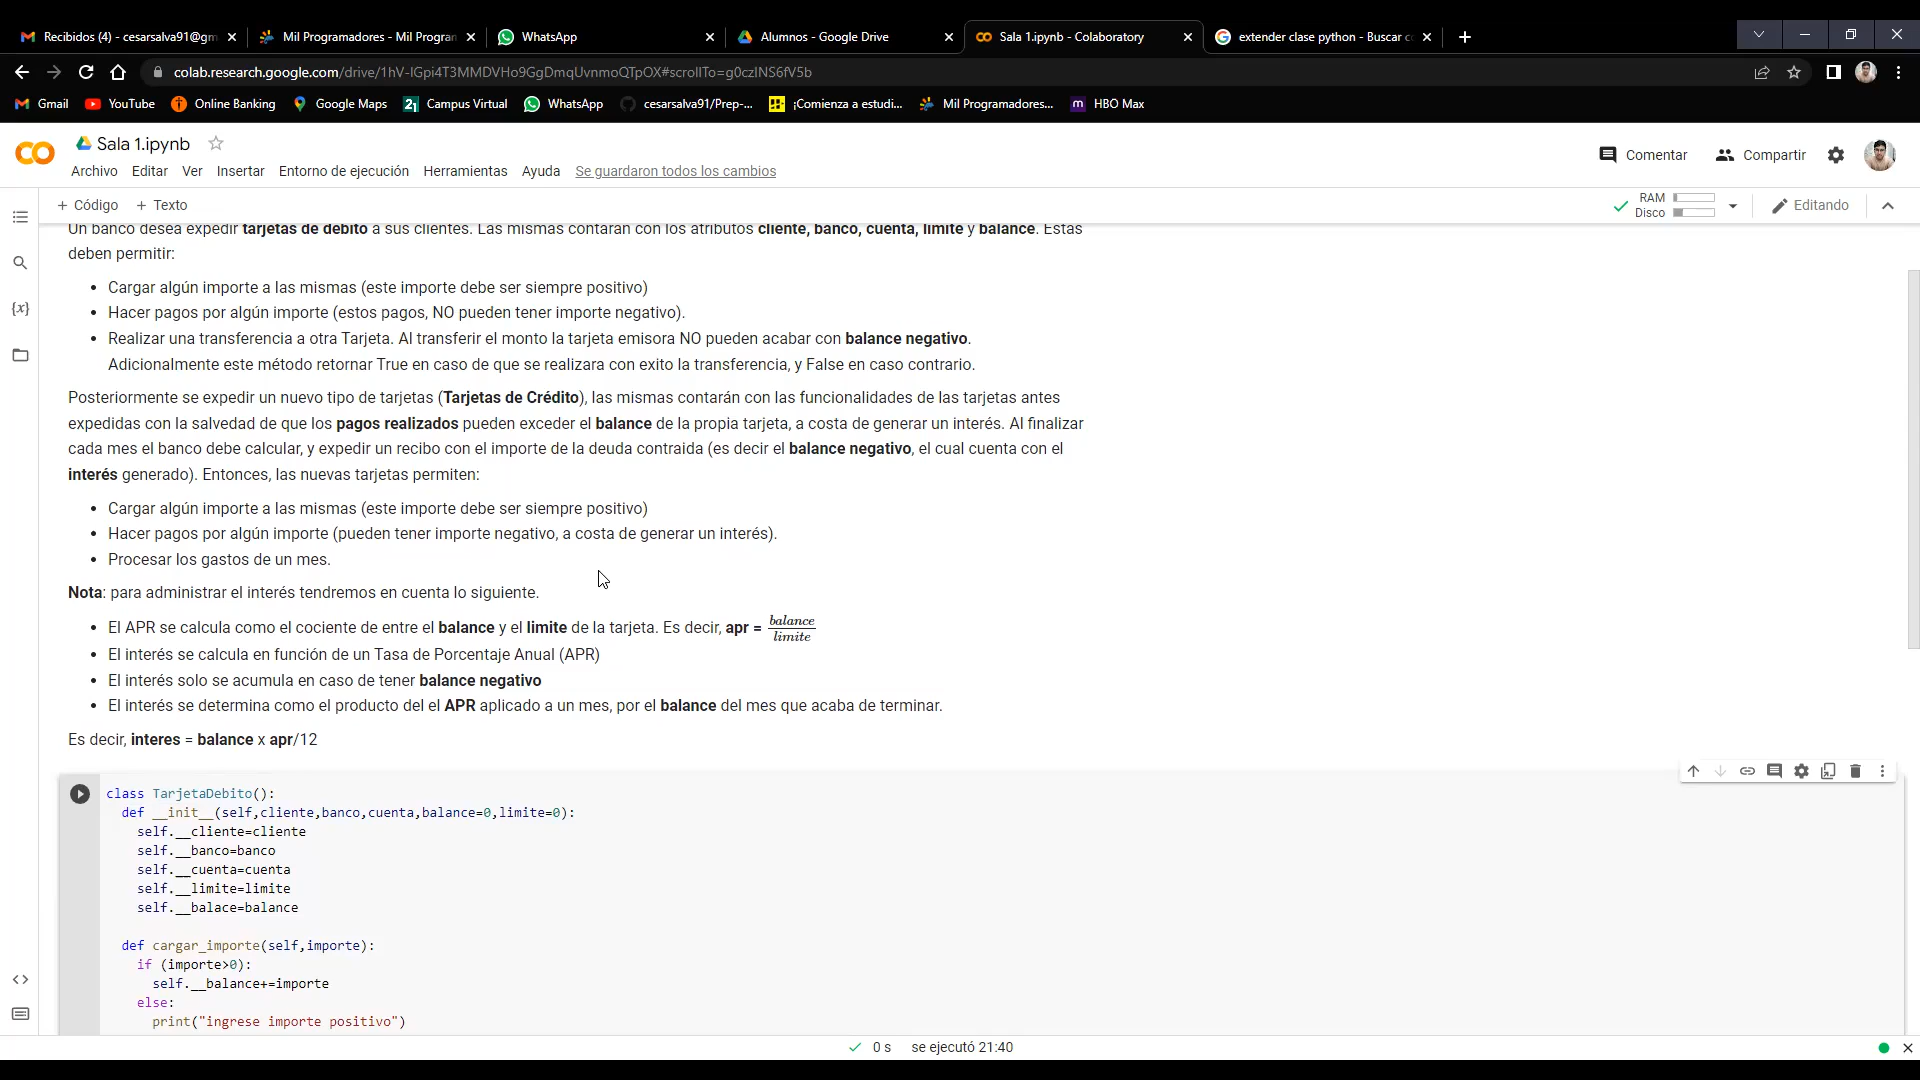 Recibidos (4) - cesarsalva91@gm
Mil Programadores - Mil Program
WhatsApp
Alumnos - Google Drive
Sala 1.ipynb - Colaboratory
extender clase python - Buscar c
colab.research.google.com/drive/1hV-IGpi4T3MMDVHo9GgDmqUvnmoQTpOX#scrollTo=g0czINS6fV5b
Gmail
YouTube
Online Banking
Google Maps
Campus Virtual
WhatsApp
cesarsalva91/Prep-...
¡Comienza a estudi...
Mil Programadores...
HBO Max
Sala 1.ipynb
Comentar
Compartir
Archivo Editar Ver Insertar Entorno de ejecución Herramientas Ayuda Se guardaron todos los cambios
+ Código + Texto
RAM
Disco
Editando
Un banco desea expedir tarjetas de debito a sus clientes. Las mismas contarán con los atributos cliente, banco, cuenta, limite y balance. Estas
deben permitir:
• Cargar algún importe a las mismas (este importe debe ser siempre positivo)
• Hacer pagos por algún importe (estos pagos, NO pueden tener importe negativo).
• Realizar una transferencia a otra Tarjeta. Al transferir el monto la tarjeta emisora NO pueden acabar con balance negativo.
Adicionalmente este método retornar True en caso de que se realizara con exito la transferencia, y False en caso contrario.
Posteriormente se expedir un nuevo tipo de tarjetas (Tarjetas de Crédito), las mismas contarán con las funcionalidades de las tarjetas antes
expedidas con la salvedad de que los pagos realizados pueden exceder el balance de la propia tarjeta, a costa de generar un interés. Al finalizar
cada mes el banco debe calcular, y expedir un recibo con el importe de la deuda contraida (es decir el balance negativo, el cual cuenta con el
interés generado). Entonces, las nuevas tarjetas permiten:
• Cargar algún importe a las mismas (este importe debe ser siempre positivo)
• Hacer pagos por algún importe (pueden tener importe negativo, a costa de generar un interés).
• Procesar los gastos de un mes.
Nota: para administrar el interés tendremos en cuenta lo siguiente.
• El APR se calcula como el cociente de entre el balance y el limite de la tarjeta. Es decir, apr = balance/limite
• El interés se calcula en función de un Tasa de Porcentaje Anual (APR)
• El interés solo se acumula en caso de tener balance negativo
• El interés se determina como el producto del el APR aplicado a un mes, por el balance del mes que acaba de terminar.
Es decir, interes = balance x apr/12
class TarjetaDebito():
def __init__(self,cliente,banco,cuenta,balance=0,limite=0):
self.__cliente=cliente
self.__banco=banco
self.__cuenta=cuenta
self.__limite=limite
self.__balace=balance
def cargar_importe(self,importe):
if (importe>0):
self.__balance+=importe
else:
print("ingrese importe positivo")
0 s se ejecutó 21:40